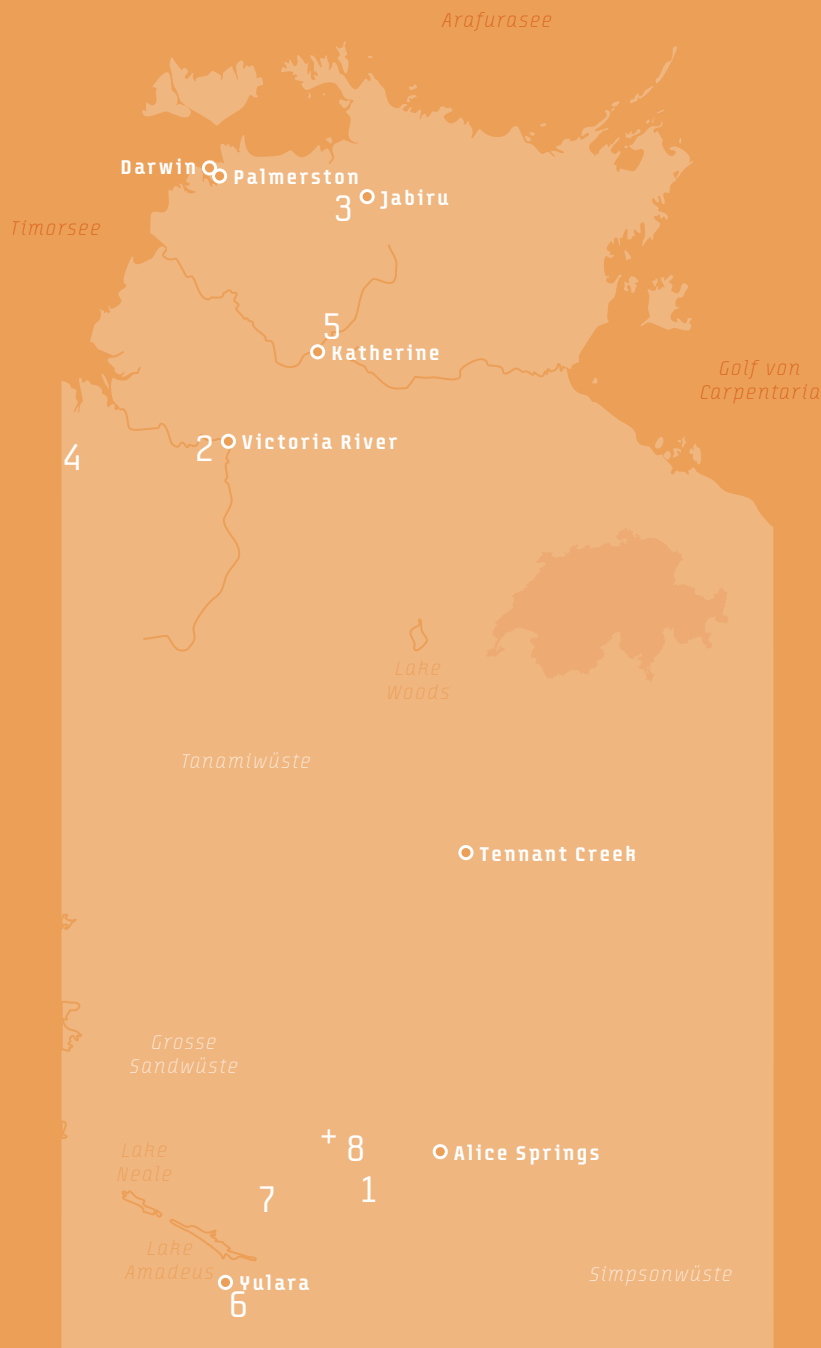 Arafurasee
Darwin
Palmerston
Jabiru
3
Timorsee
5
Katherine
Golf von
Carpentaria
2
Victoria River
4
Lake
Woods
Tanamiwüste
Tennant Creek
Grosse
Sandwüste
+
8
Alice Springs
Lake
Neale
7
1
Lake
Amadeus
Yulara
6
Simpsonwüste